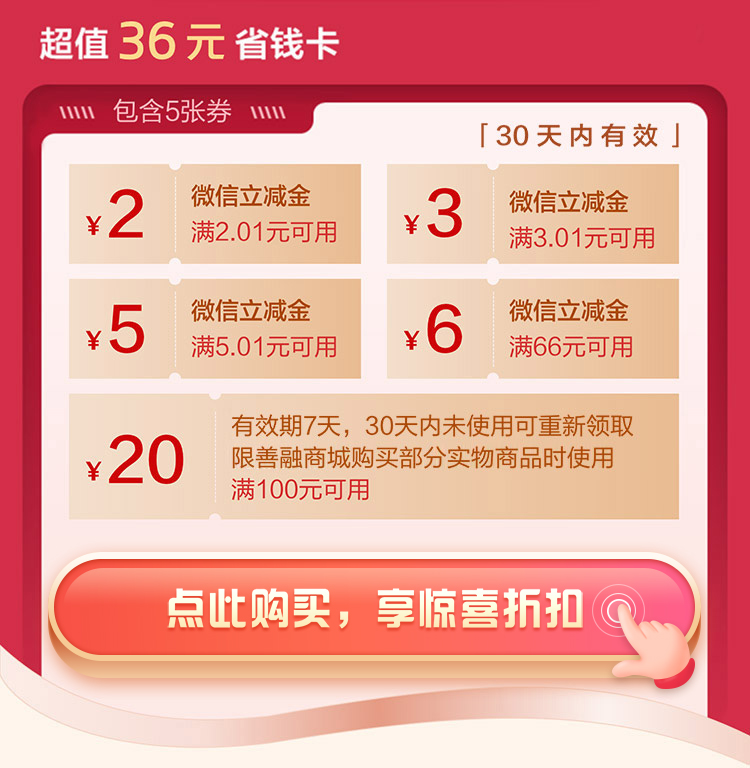 超值36元省钱卡
包含5张券
「30天内有效」
¥2
微信立减金
满2.01元可用
¥3
微信立减金
满3.01元可用
¥5
微信立减金
满5.01元可用
¥6
微信立减金
满66元可用
¥20
有效期7天，30天内未使用可重新领取
限善融商城购买部分实物商品时使用
满100元可用
点此购买，享惊喜折扣